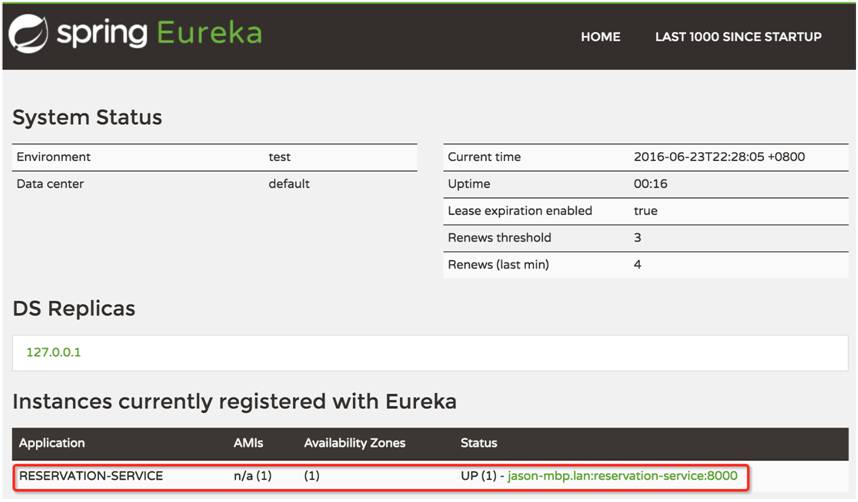 spring Eureka HOME LAST 1000 SINCE STARTUP
System Status
Environment test Current time 2016-06-23T22:28:05 +0800
Data center default Uptime 00:16
Lease expiration enabled true
Renews threshold 3
Renews (last min) 4
DS Replicas
127.0.0.1
Instances currently registered with Eureka
Application AMIs Availability Zones Status
RESERVATION-SERVICE n/a (1) (1) UP (1) - jason-mbp.lan:reservation-service:8000